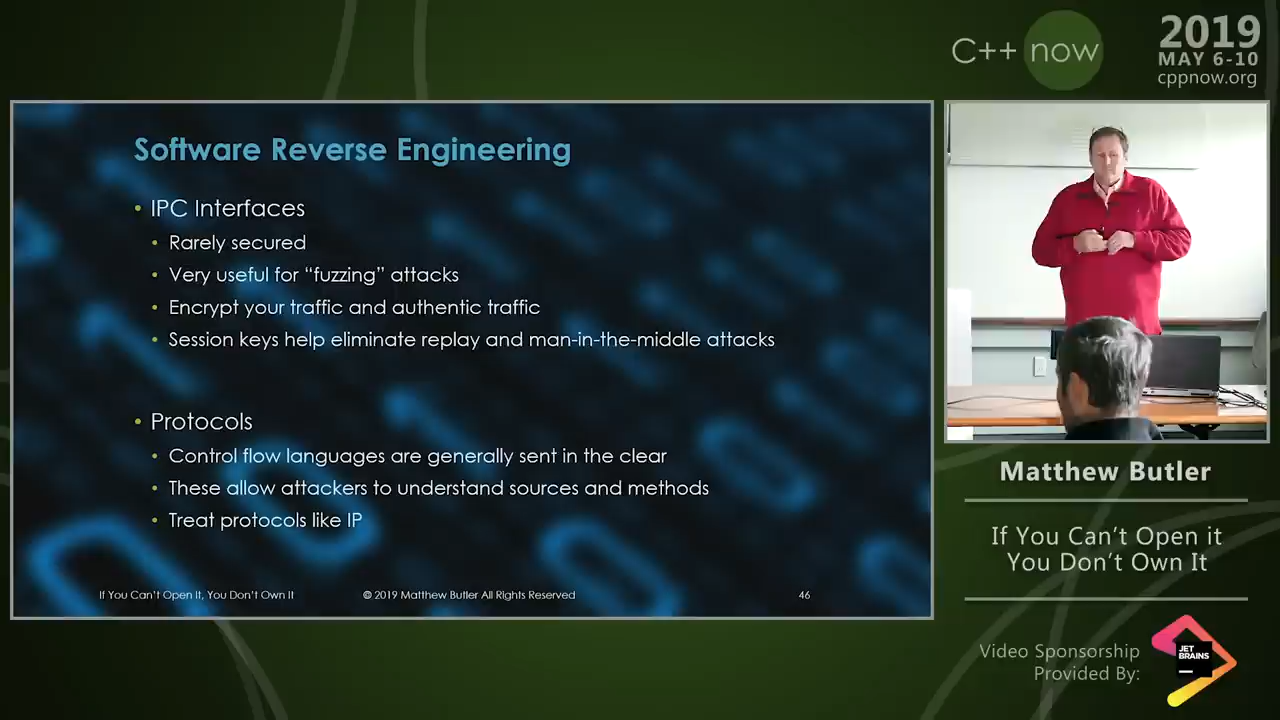 C++ now
2019
MAY 6-10
cppnow.org
Software Reverse Engineering
• IPC Interfaces
• Rarely secured
• Very useful for “fuzzing” attacks
• Encrypt your traffic and authentic traffic
• Session keys help eliminate replay and man-in-the-middle attacks
• Protocols
• Control flow languages are generally sent in the clear
• These allow attackers to understand sources and methods
• Treat protocols like IP
If You Can’t Open It, You Don’t Own It
© 2019 Matthew Butler All Rights Reserved
46
Matthew Butler
If You Can’t Open it
You Don’t Own It
Video Sponsorship
Provided By:
JET
BRAINS